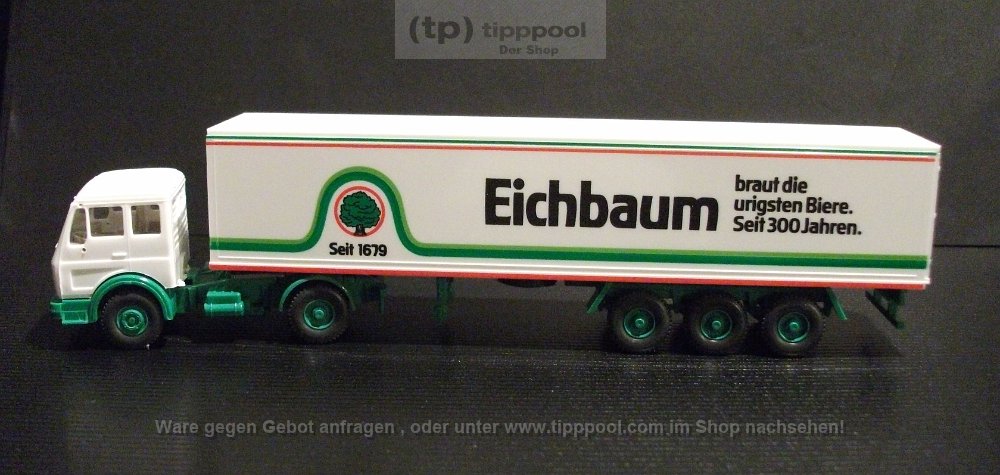 (tp) tipppool
Der Shop
Eichbaum
braut die
urigsten Biere.
Seit 300 Jahren.
Seit 1679
Ware gegen Gebot anfragen , oder unter www.tipppool.com im Shop nachsehen!